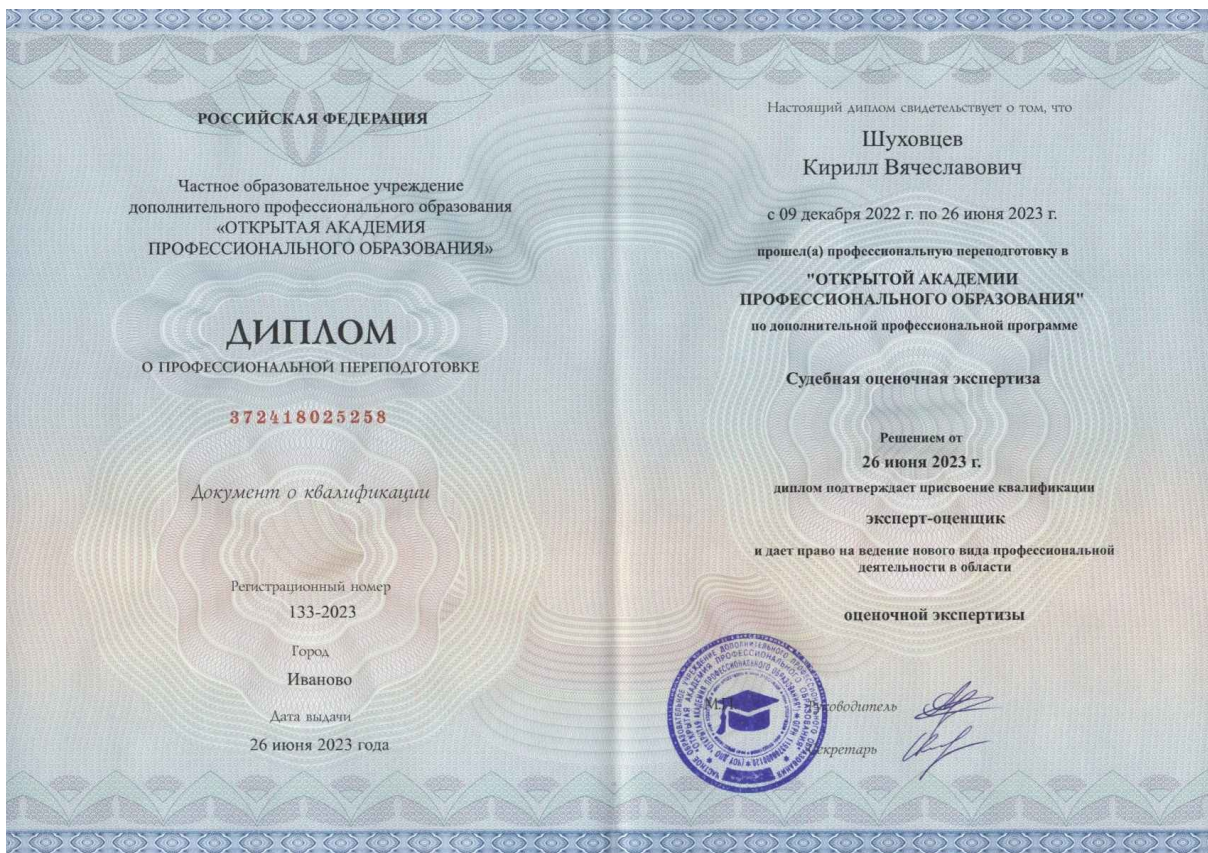 РОССИЙСКАЯ ФЕДЕРАЦИЯ
Частное образовательное учреждение
дополнительного профессионального образования
«ОТКРЫТАЯ АКАДЕМИЯ
ПРОФЕССИОНАЛЬНОГО ОБРАЗОВАНИЯ»
ДИПЛОМ
О ПРОФЕССИОНАЛЬНОЙ ПЕРЕПОДГОТОВКЕ
372418025258
Документ о квалификации
Регистрационный номер
133-2023
Город
Иваново
Дата выдачи
26 июня 2023 года
Настоящий диплом свидетельствует о том, что
Шуховцев
Кирилл Вячеславович
с 09 декабря 2022 г. по 26 июня 2023 г.
прошел(а) профессиональную переподготовку в
"ОТКРЫТОЙ АКАДЕМИИ
ПРОФЕССИОНАЛЬНОГО ОБРАЗОВАНИЯ"
по дополнительной профессиональной программе
Судебная оценочная экспертиза
Решением от
26 июня 2023 г.
диплом подтверждает присвоение квалификации
эксперт-оценщик
и дает право на ведение нового вида профессиональной
деятельности в области
оценочной экспертизы
М.П.
Руководитель
Секретарь